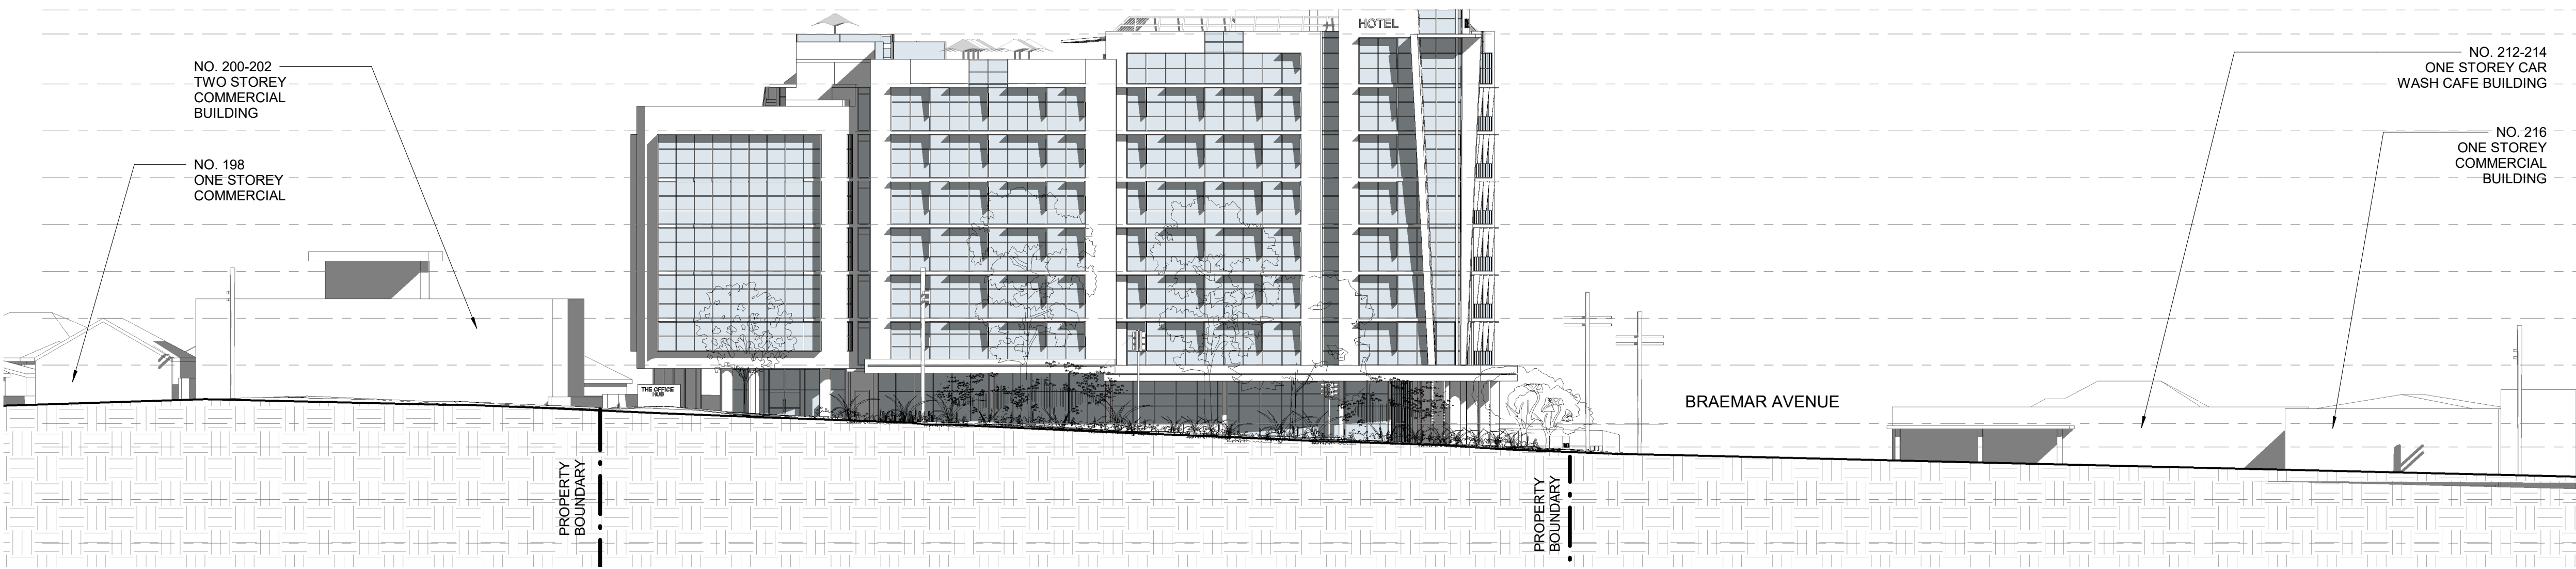 NO. 200-202
TWO STOREY
COMMERCIAL
BUILDING
NO. 198
ONE STOREY
COMMERCIAL
HOTEL
THE OFFICE
HUB
BRAEMAR AVENUE
NO. 212-214
ONE STOREY CAR
WASH CAFE BUILDING
NO. 216
ONE STOREY
COMMERCIAL
BUILDING
PROPERTY
BOUNDARY
PROPERTY
BOUNDARY